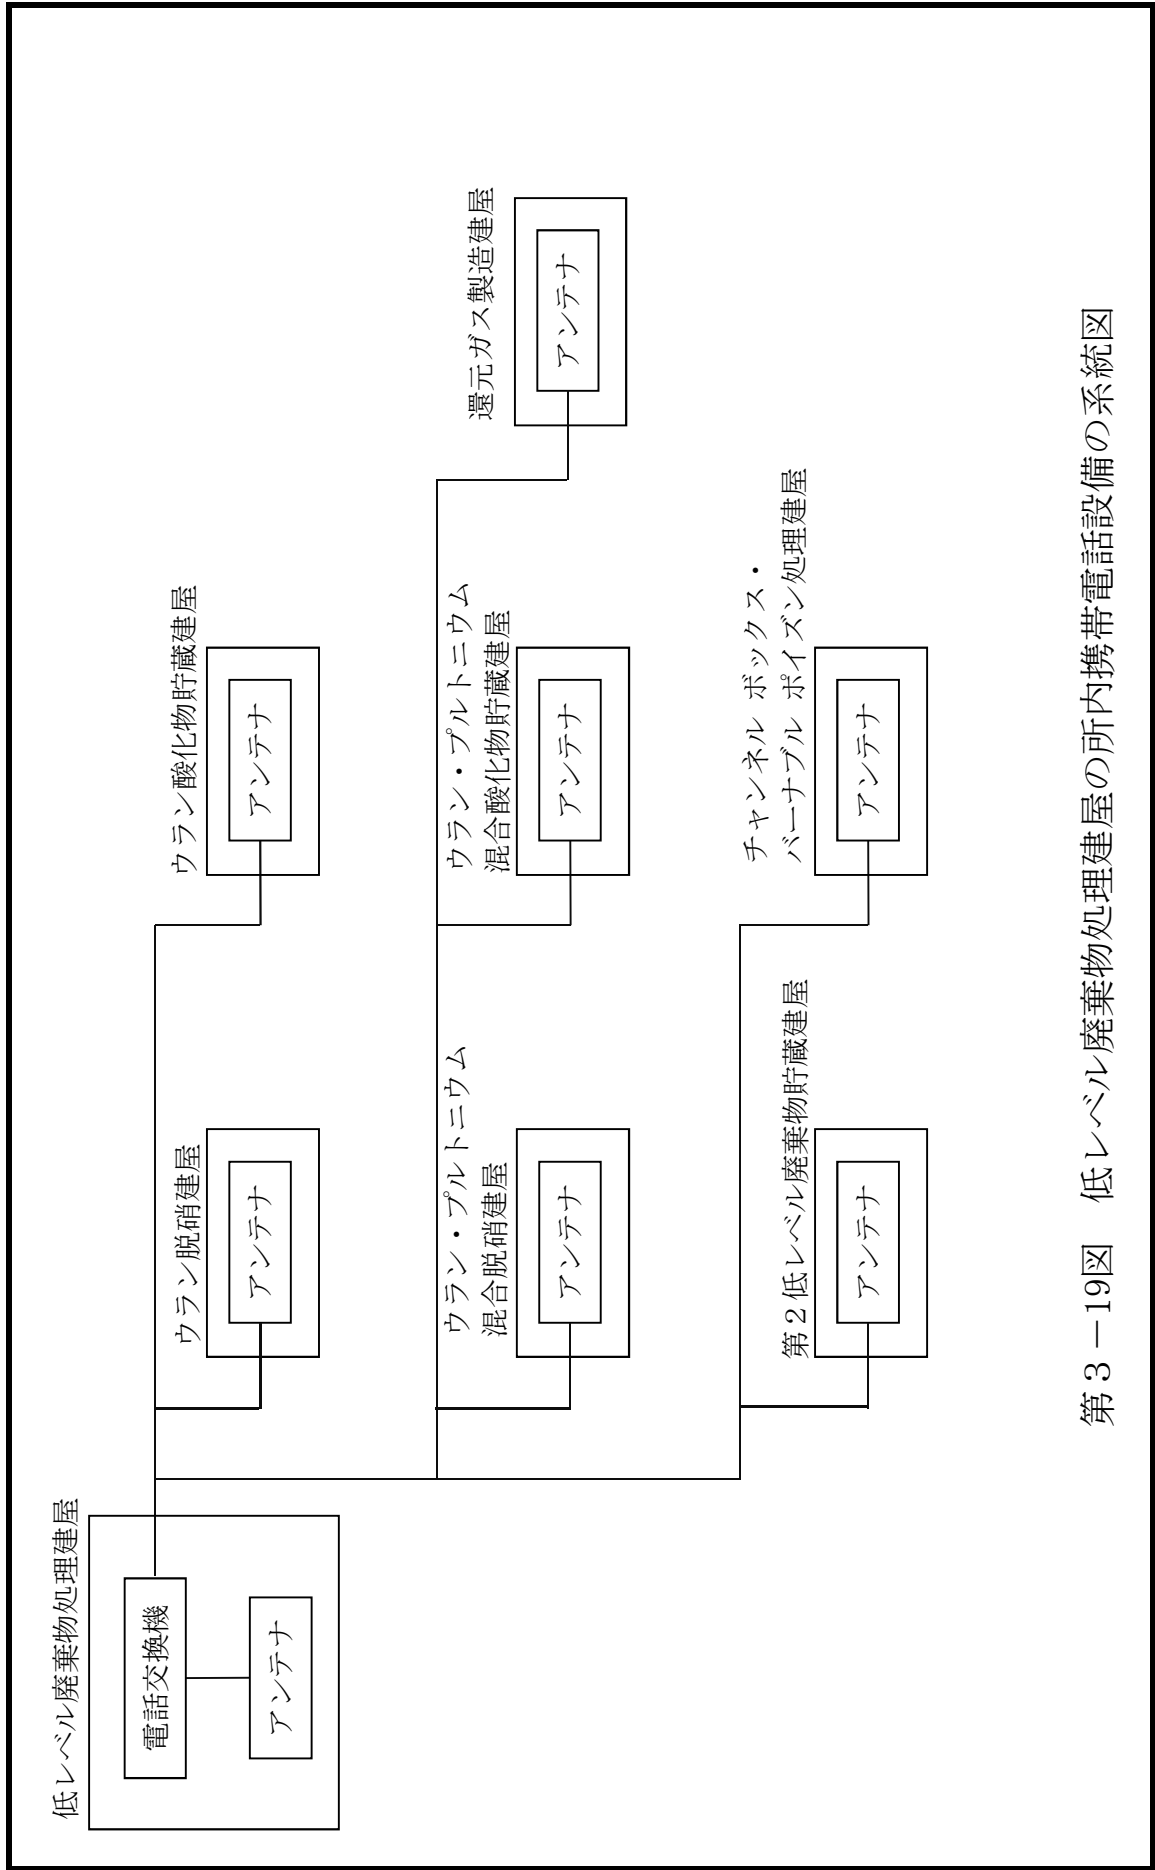 低レベル廃棄物処理建屋
電話交換機
アンテナ
ウラン脱硝建屋
アンテナ
ウラン酸化物貯蔵建屋
アンテナ
ウラン・プルトニウム
混合脱硝建屋
アンテナ
ウラン・プルトニウム
混合酸化物貯蔵建屋
アンテナ
還元ガス製造建屋
アンテナ
第2低レベル廃棄物貯蔵建屋
アンテナ
チャンネル ボックス・
バーナブル ポイズン処理建屋
アンテナ
第3-19図 低レベル廃棄物処理建屋の所内携帯電話設備の系統図